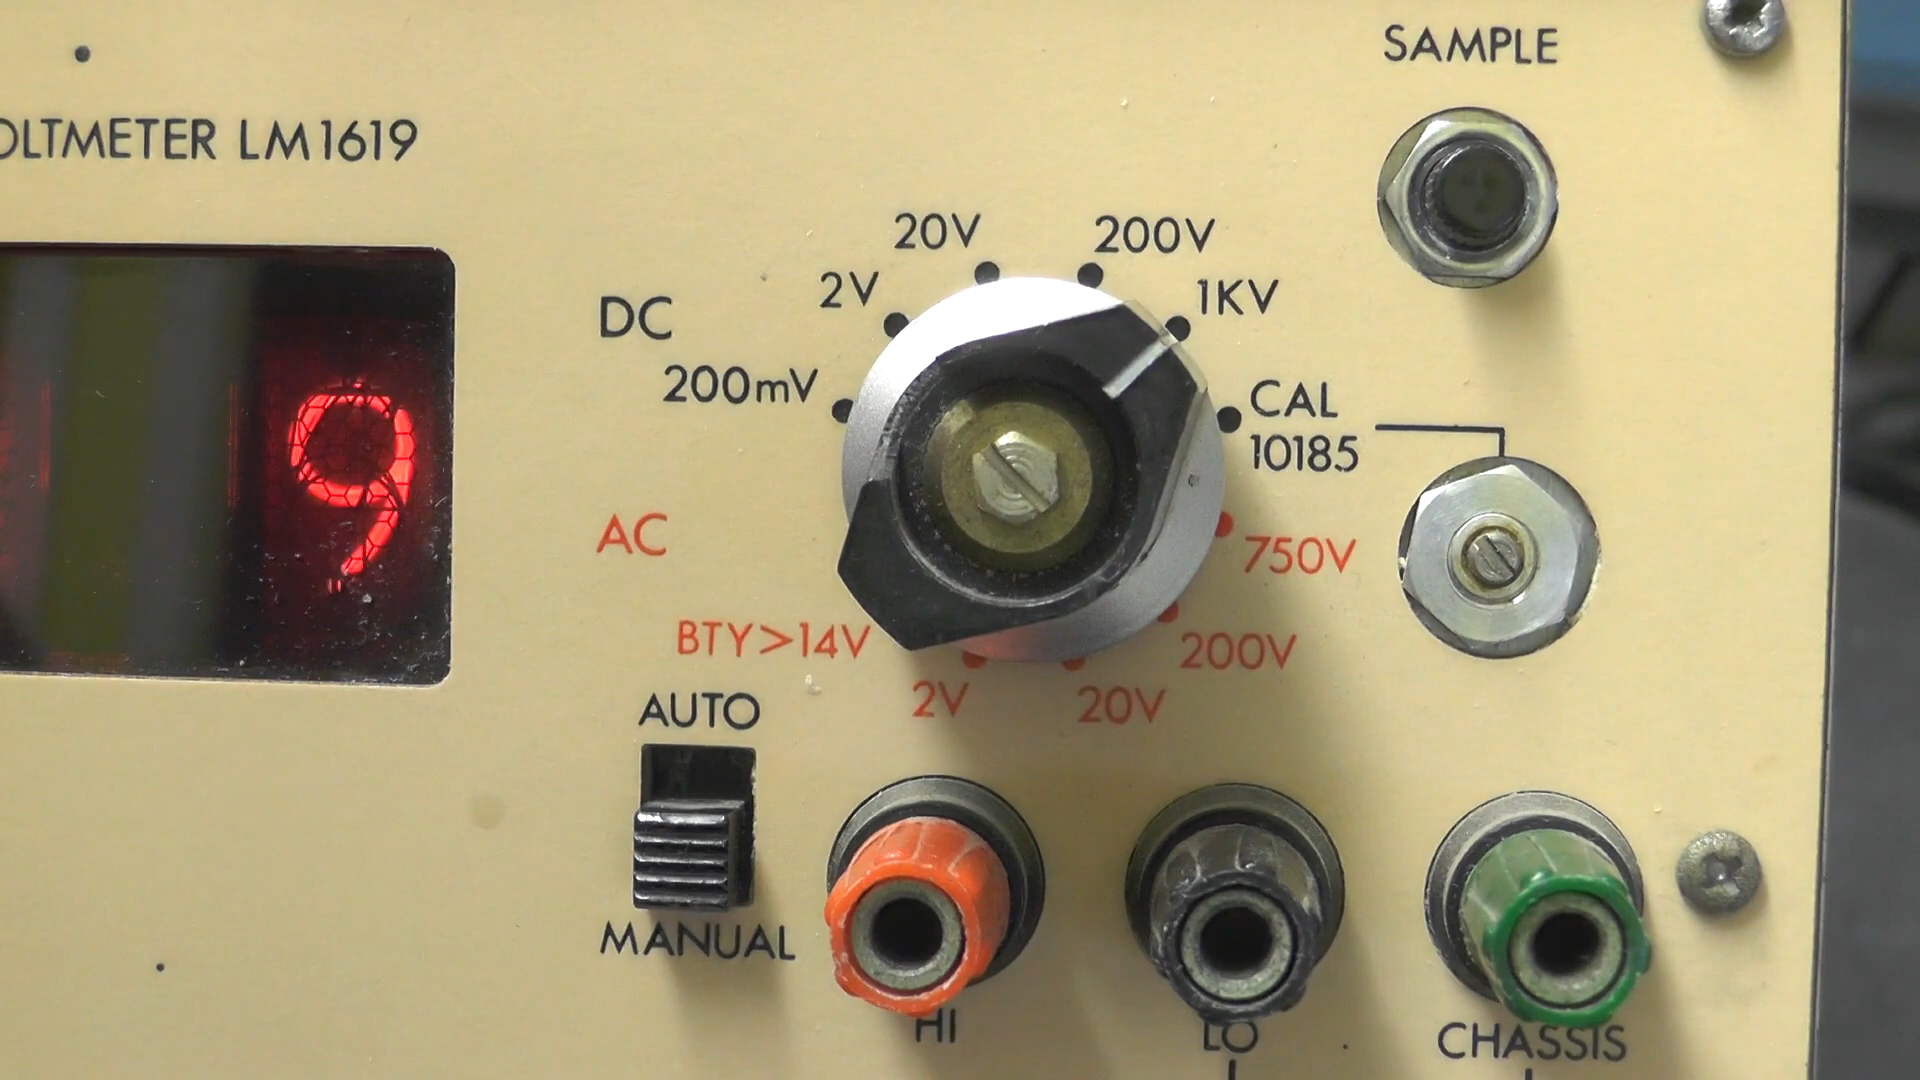 SAMPLE
OLTMETER LM1619
20V
200V
2V
1KV
DC
200mV
CAL
10185
9
AC
750V
BTY>14V
200V
2V
20V
AUTO
MANUAL
HI
LO
CHASSIS